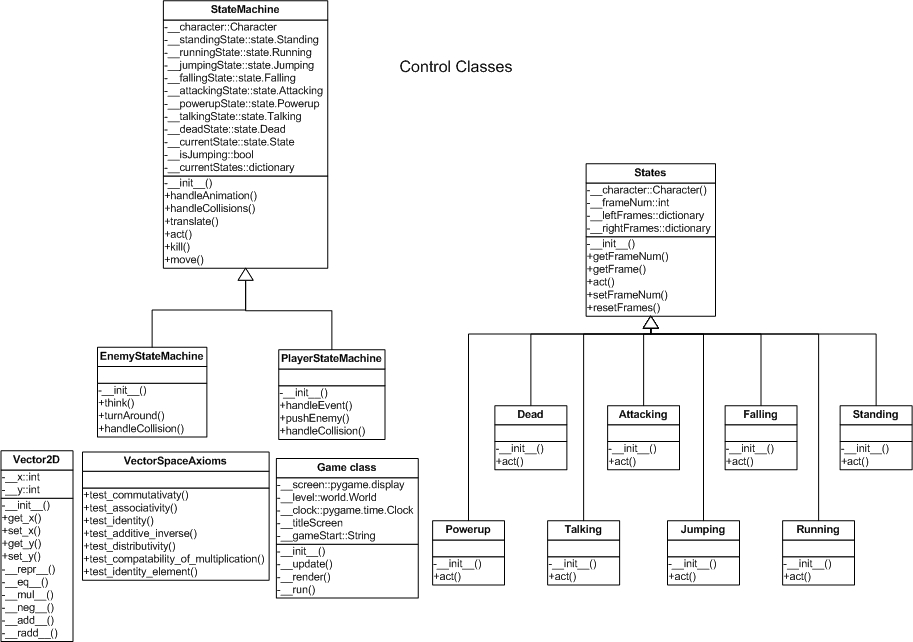 StateMachine
-__character::Character
-__standingState::state.Standing
-__runningState::state.Running
-__jumpingState::state.Jumping
-__fallingState::state.Falling
-__attackingState::state.Attacking
-__powerupState::state.Powerup
-__talkingState::state.Talking
-__deadState::state.Dead
-__currentState::state.State
-__isJumping::bool
-__currentStates::dictionary
-__init__()
+handleAnimation()
+handleCollisions()
+translate()
+act()
+kill()
+move()
Control Classes
States
-__character::Character()
-__frameNum::int
-__leftFrames::dictionary
-__rightFrames::dictionary
-__init__()
+getFrameNum()
+getFrame()
+act()
+setFrameNum()
+resetFrames()
EnemyStateMachine
-__init__()
+think()
+turnAround()
+handleCollision()
PlayerStateMachine
-__init__()
+handleEvent()
+pushEnemy()
+handleCollision()
Dead
-__init__()
+act()
Attacking
-__init__()
+act()
Falling
-__init__()
+act()
Standing
-__init__()
+act()
Vector2D
-__x::int
-__y::int
-__init__()
+get_x()
+set_x()
+get_y()
+set_y()
-__repr__()
-__eq__()
-__mul__()
-__neg__()
-__add__()
-__radd__()
VectorSpaceAxioms
+test_commutativaty()
+test_associativity()
+test_identity()
+test_additive_inverse()
+test_distributivity()
+test_compatability_of_multiplication()
+test_identity_element()
Game class
-__screen::pygame.display
-__level::world.World
-__clock::pygame.time.Clock
-__titleScreen
-__gameStart::String
-__init__()
-__update()
-__render()
-__run()
Powerup
-__init__()
+act()
Talking
-__init__()
+act()
Jumping
-__init__()
+act()
Running
-__init__()
+act()